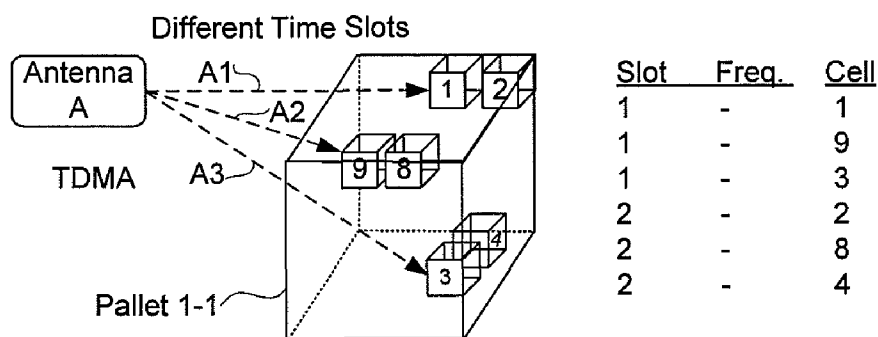 Different Time Slots
Antenna
A
A1
A2
A3
TDMA
1
2
9
8
4
3
Pallet 1-1
Slot Freq. Cell
1 - 1
1 - 9
1 - 3
2 - 2
2 - 8
2 - 4